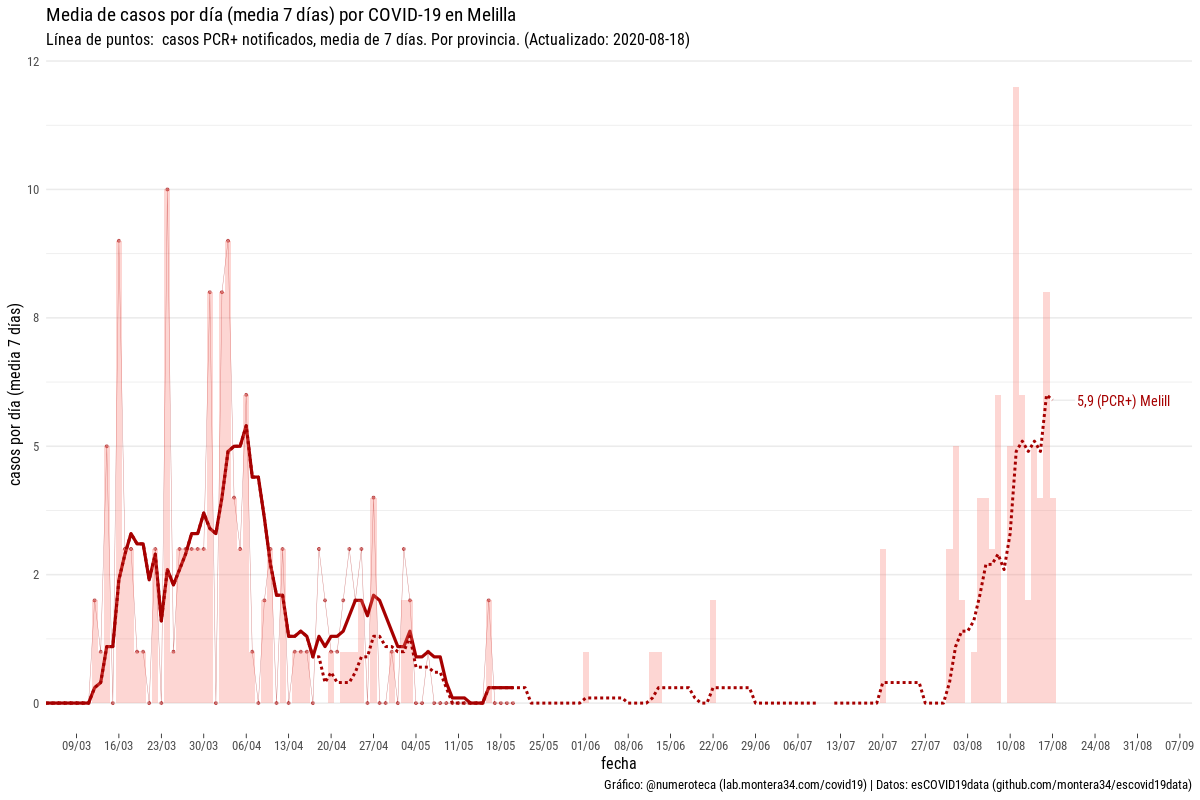 Media de casos por día (media 7 días) por COVID-19 en Melilla
Línea de puntos:  casos PCR+ notificados, media de 7 días. Por provincia. (Actualizado: 2020-08-18)
12
10
8
5
2
0
casos por día (media 7 días)
5,9 (PCR+) Melill
09/03 16/03 23/03 30/03 06/04 13/04 20/04 27/04 04/05 11/05 18/05 25/05 01/06 08/06 15/06 22/06 29/06 06/07 13/07 20/07 27/07 03/08 10/08 17/08 24/08 31/08 07/09
fecha
Gráfico: @numeroteca (lab.montera34.com/covid19) | Datos: esCOVID19data (github.com/montera34/escovid19data)